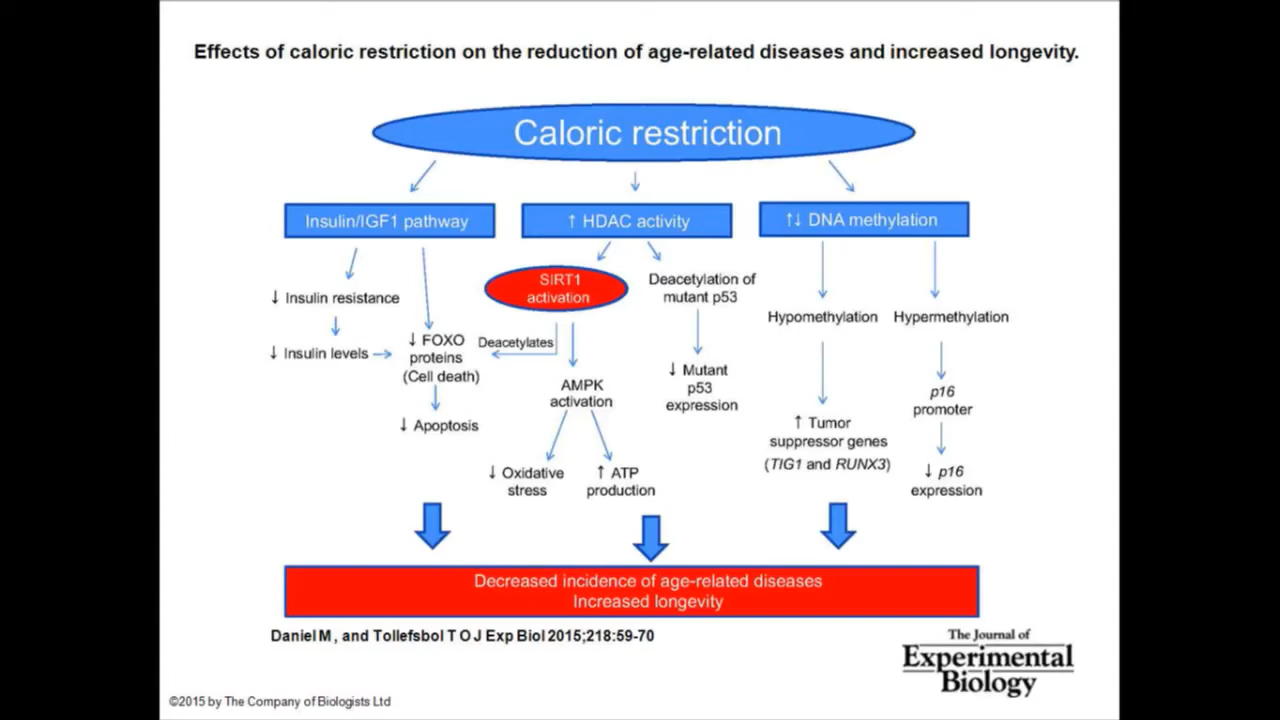 Effects of caloric restriction on the reduction of age-related diseases and increased longevity.
Caloric restriction
Insulin/IGF1 pathway
↑ HDAC activity
↑↓ DNA methylation
↓ Insulin resistance
↓ Insulin levels
↓ FOXO
proteins
(Cell death)
↓ Apoptosis
SIRT1
activation
Deacetylates
AMPK
activation
↓ Oxidative
stress
↑ ATP
production
Deacetylation of
mutant p53
↓ Mutant
p53
expression
Hypomethylation
↑ Tumor
suppressor genes
(TIG1 and RUNX3)
Hypermethylation
p16
promoter
↓ p16
expression
Decreased incidence of age-related diseases
Increased longevity
Daniel M, and Tollefsbol T O J Exp Biol 2015;218:59-70
The Journal of
Experimental
Biology
©2015 by The Company of Biologists Ltd